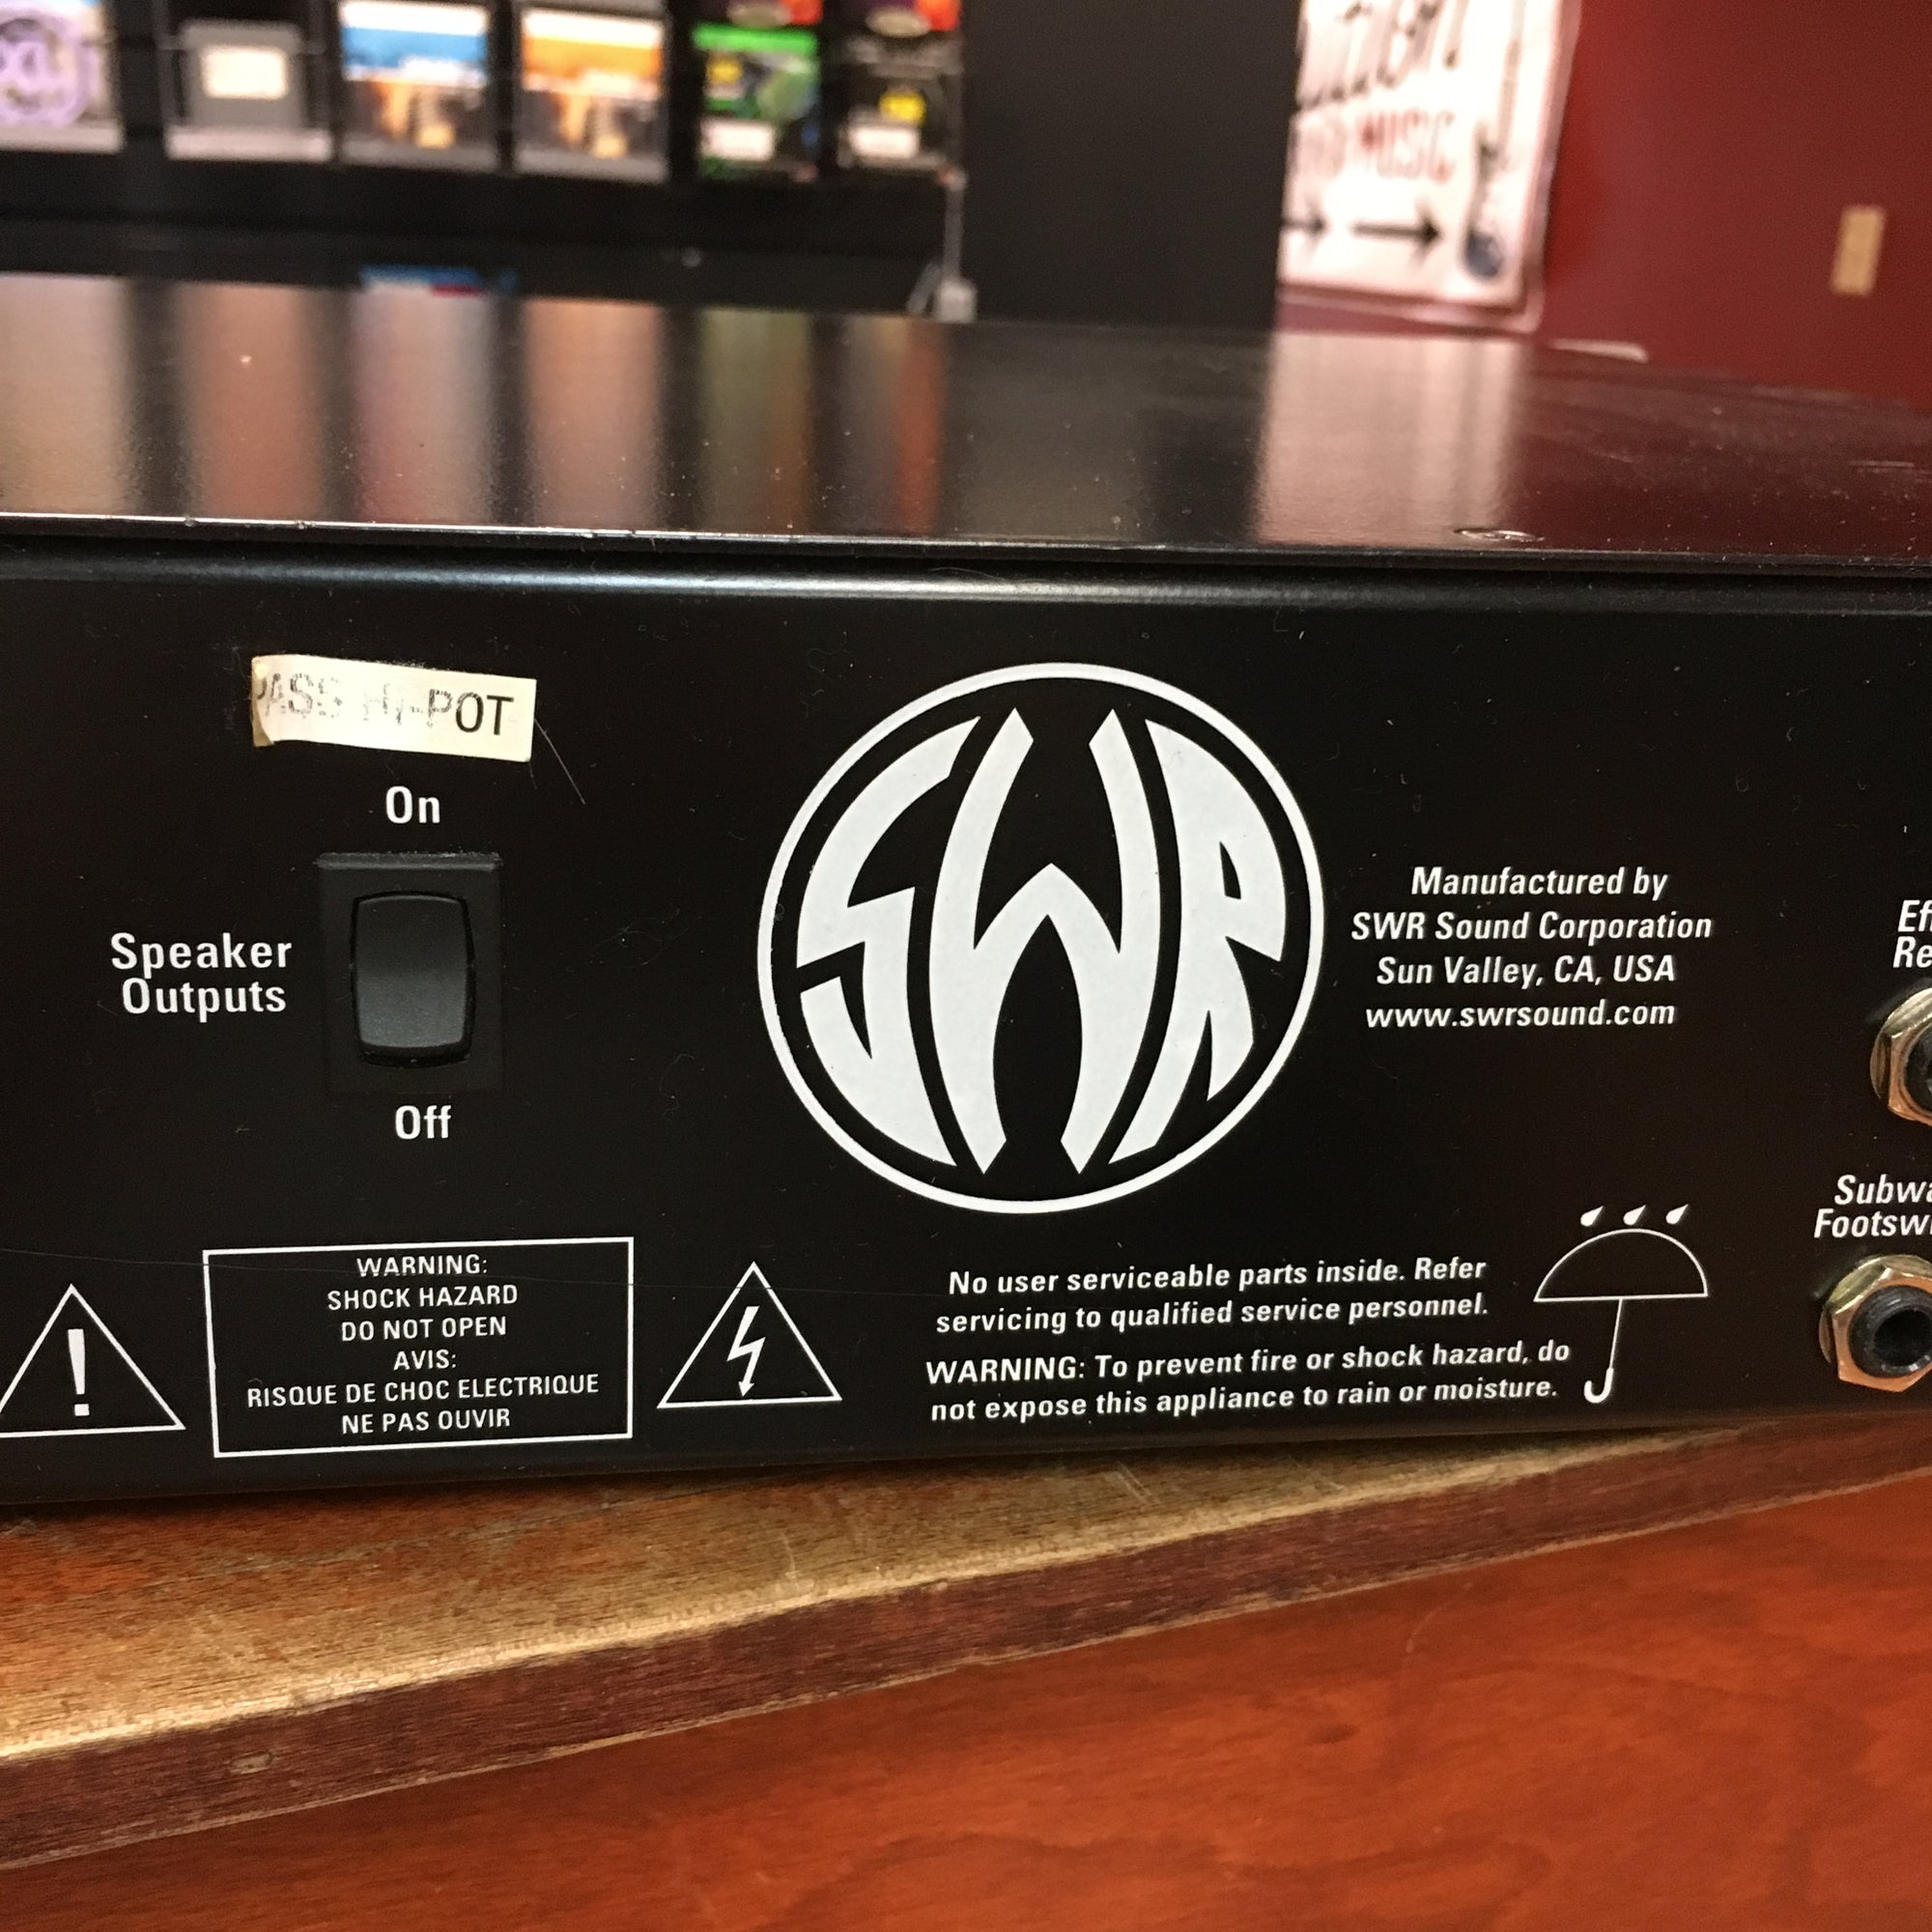 MUSIC
PASS Hi-POT
On
Speaker
Outputs
Off
SWR
Manufactured by
SWR Sound Corporation
Sun Valley, CA, USA
www.swrsound.com
WARNING:
SHOCK HAZARD
DO NOT OPEN
AVIS:
RISQUE DE CHOC ELECTRIQUE
NE PAS OUVIR
No user serviceable parts inside. Refer
servicing to qualified service personnel.
WARNING: To prevent fire or shock hazard, do
not expose this appliance to rain or moisture.